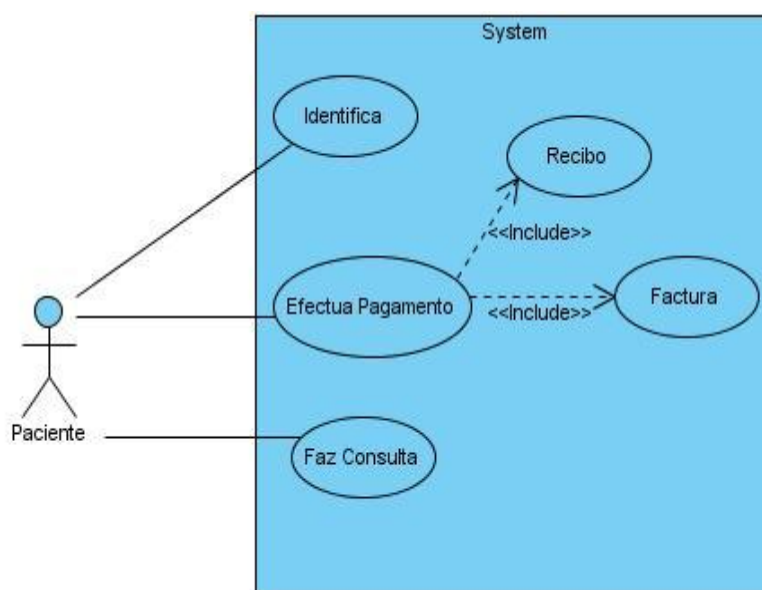 System
Identifica
Recibo
<<Include>>
Efectua Pagamento
Factura
<<Include>>
Paciente
Faz Consulta